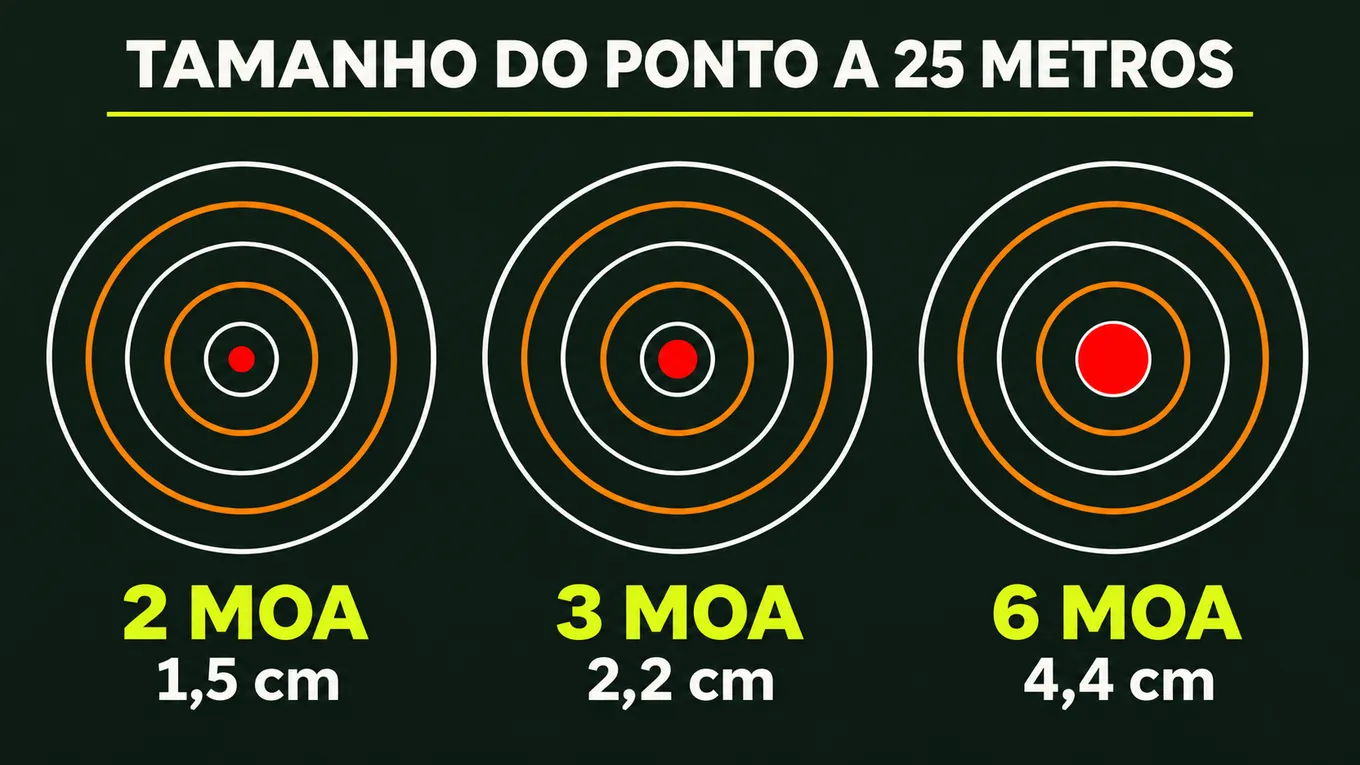 TAMANHO DO PONTO A 25 METROS
2 MOA
1,5 cm
3 MOA
2,2 cm
6 MOA
4,4 cm